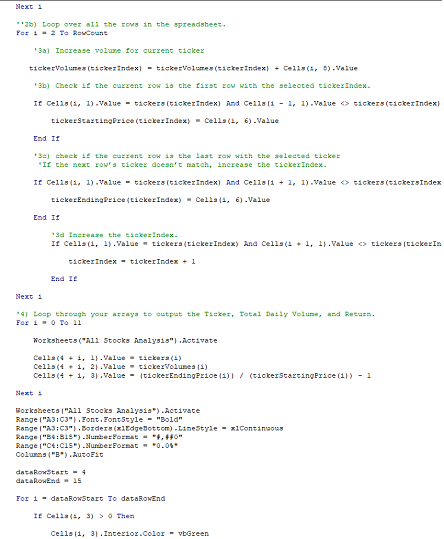 Next i
''2b) Loop over all the rows in the spreadsheet.
For i = 2 To RowCount
'3a) Increase volume for current ticker
tickerVolumes(tickerIndex) = tickerVolumes(tickerIndex) + Cells(i, 8).Value
'3b) Check if the current row is the first row with the selected tickerIndex.
If Cells(i, 1).Value = tickers(tickerIndex) And Cells(i - 1, 1).Value <> tickers(tickerIndex)
tickerStartingPrice(tickerIndex) = Cells(i, 6).Value
End If
'3c) check if the current row is the last row with the selected ticker
'If the next row's ticker doesn't match, increase the tickerIndex.
If Cells(i, 1).Value = tickers(tickerIndex) And Cells(i + 1, 1).Value <> tickers(tickersIndex
tickerEndingPrice(tickerIndex) = Cells(i, 6).Value
End If
'3d Increase the tickerIndex.
If Cells(i, 1).Value = tickers(tickerIndex) And Cells(i + 1, 1).Value <> tickers(tickerIn
tickerIndex = tickerIndex + 1
End If
Next i
'4) Loop through your arrays to output the Ticker, Total Daily Volume, and Return.
For i = 0 To 11
Worksheets("All Stocks Analysis").Activate
Cells(4 + i, 1).Value = tickers(i)
Cells(4 + i, 2).Value = tickerVolumes(i)
Cells(4 + i, 3).Value = (tickerEndingPrice(i)) / (tickerStartingPrice(i)) - 1
Next i
Worksheets("All Stocks Analysis").Activate
Range("A3:C3").Font.FontStyle = "Bold"
Range("A3:C3").Borders(xlEdgeBottom).LineStyle = xlContinuous
Range("B4:B15").NumberFormat = "#,##0"
Range("C4:C15").NumberFormat = "0.0%"
Columns("B").AutoFit
dataRowStart = 4
dataRowEnd = 15
For i = dataRowStart To dataRowEnd
If Cells(i, 3) > 0 Then
Cells(i, 3).Interior.Color = vbGreen